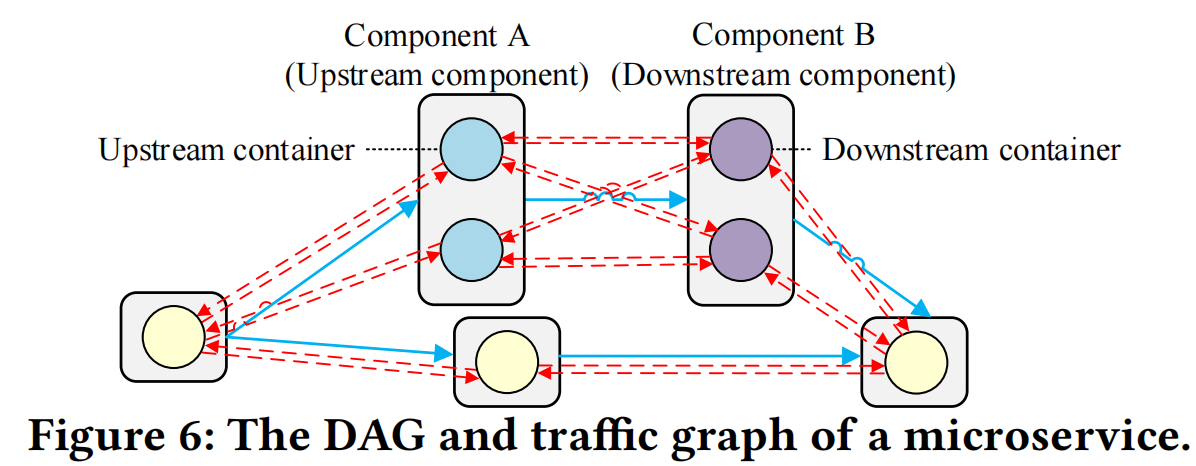 Component A
(Upstream component)
Component B
(Downstream component)
Upstream container
Downstream container
Figure 6: The DAG and traffic graph of a microservice.